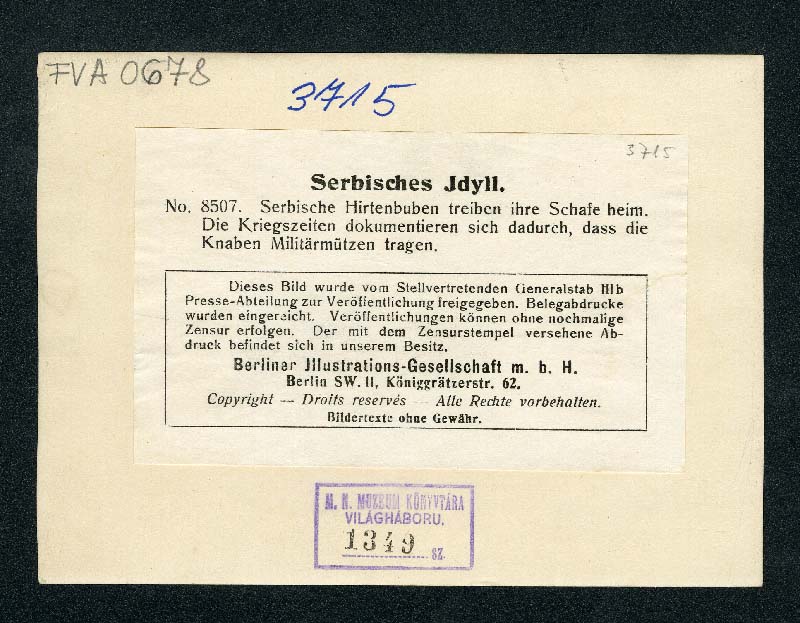 FVA 0678
3715
3715
Serbisches Jdyll.
No. 8507. Serbische Hirtenbuben treiben ihre Schafe heim.
Die Kriegszeiten dokumentieren sich dadurch, dass die
Knaben Militärmützen tragen.
Dieses Bild wurde vom Stellvertretenden Generalstab IIIb
Presse-Abteilung zur Veröffentlichung freigegeben. Belegabdrucke
wurden eingereicht. Veröffentlichungen können ohne nochmalige
Zensur erfolgen. Der mit dem Zensurstempel versehene Ab-
druck befindet sich in unserem Besitz.
Berliner Jllustrations-Gesellschaft m. b. H.
Berlin SW. 11, Königgrätzerstr. 62.
Copyright — Droits reservés — Alle Rechte vorbehalten.
Bildertexte ohne Gewähr.
M. N. MUZEUM KÖNYVTÁRA
VILÁGHÁBORU,
1349 SZ.